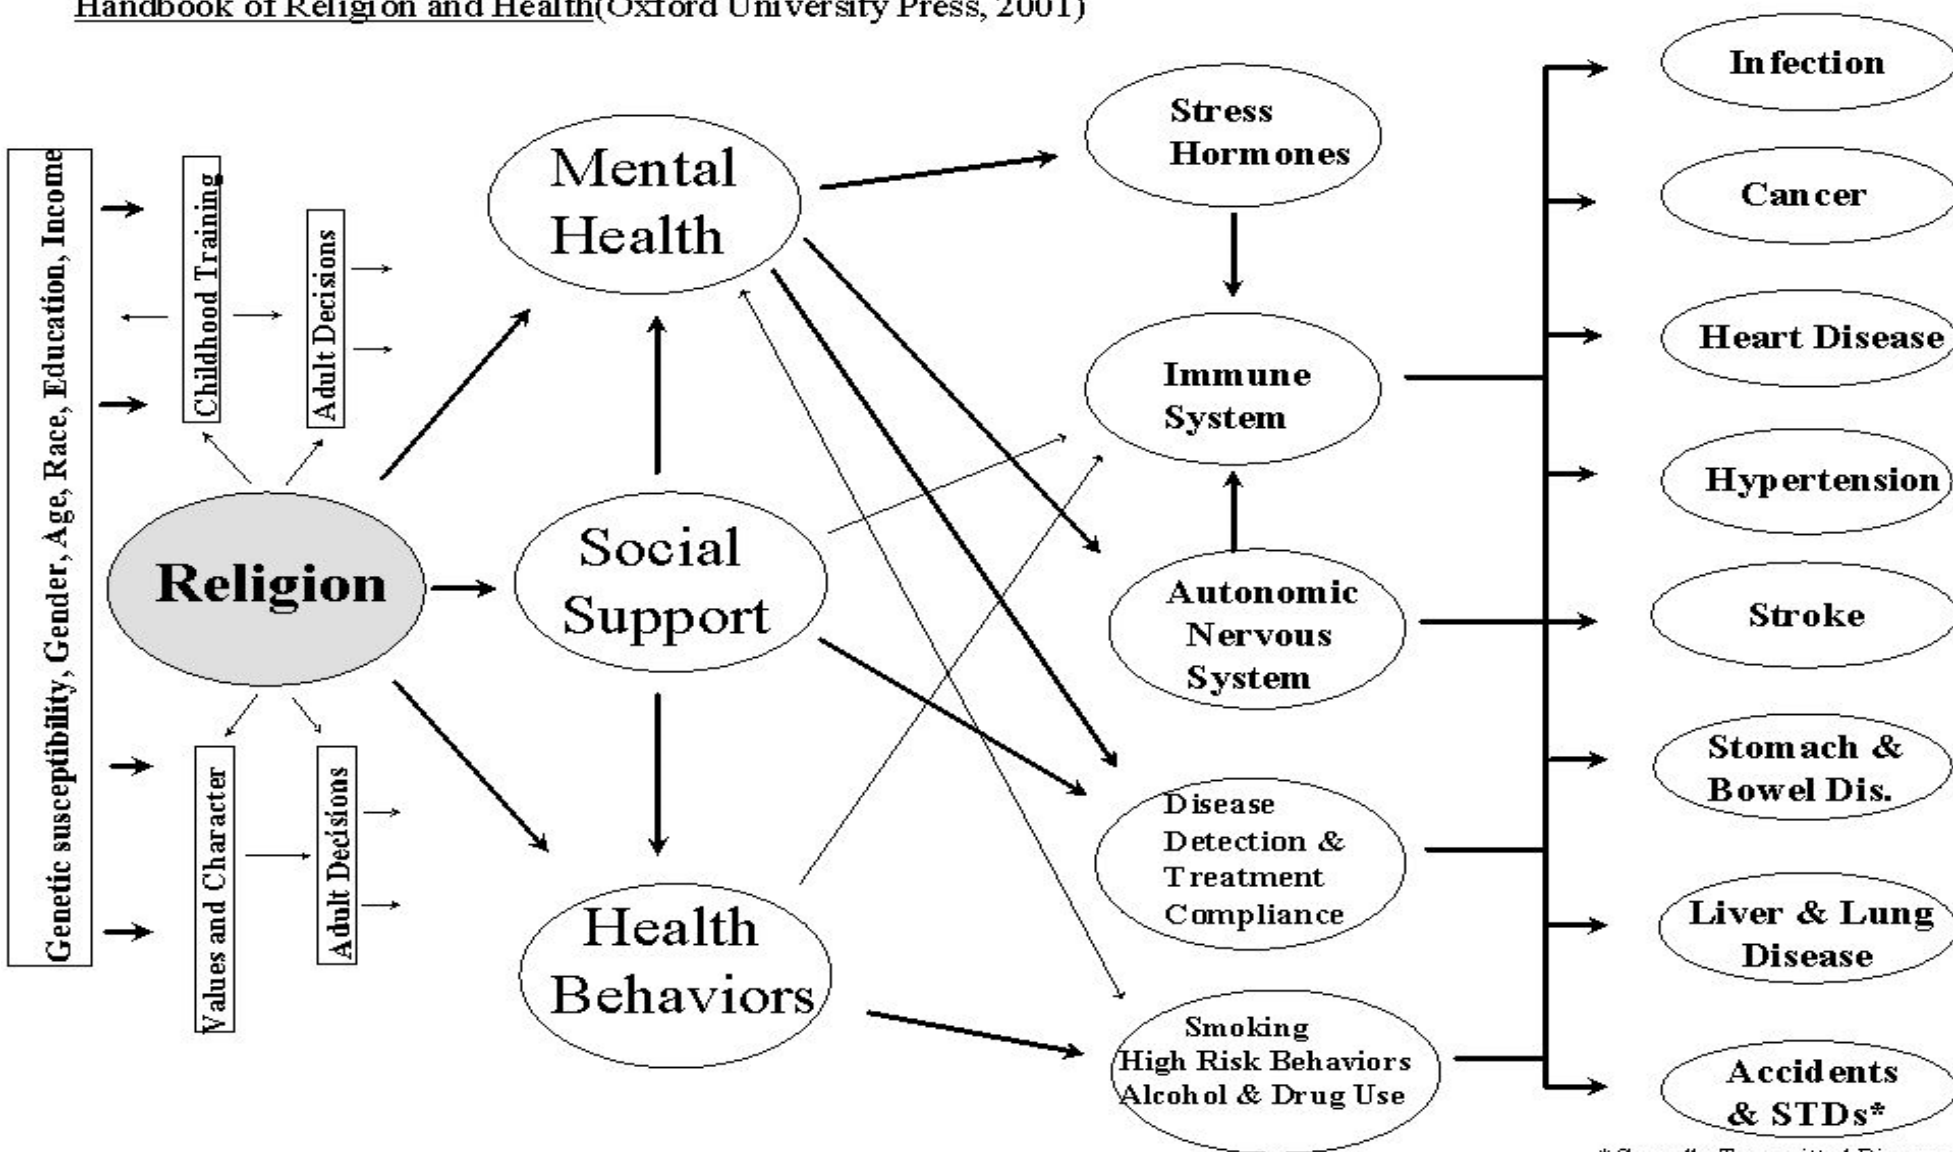 Handbook of Religion and Health(Oxford University Press, 2001)
Genetic susceptibility, Gender, Age, Race, Education, Income
Childhood Training
Adult Decisions
Religion
Values and Character
Adult Decisions
Mental
Health
Social
Support
Health
Behaviors
Stress
Hormones
Immune
System
Autonomic
Nervous
System
Disease
Detection &
Treatment
Compliance
Smoking
High Risk Behaviors
Alcohol & Drug Use
Infection
Cancer
Heart Disease
Hypertension
Stroke
Stomach &
Bowel Dis.
Liver & Lung
Disease
Accidents
& STDs*